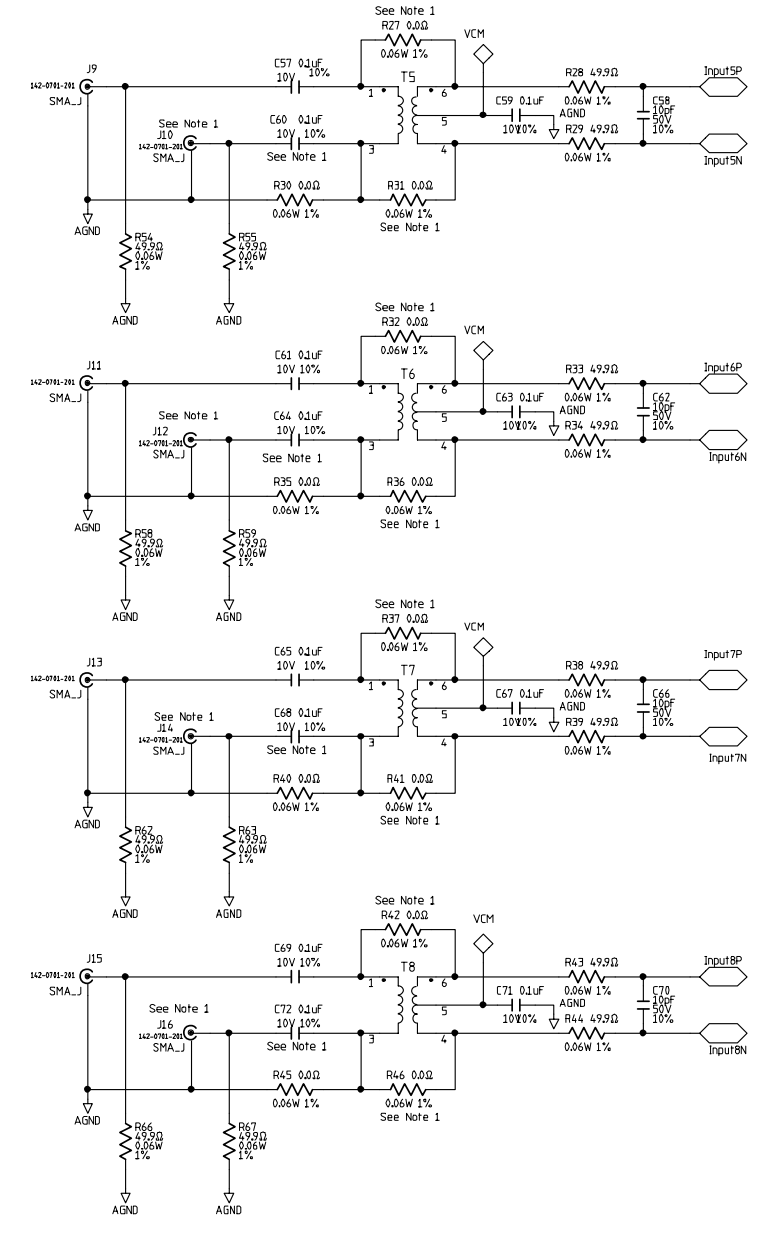 See Note 1
R27 0.0Ω
0.06W 1%
VCM
J9
142-0701-201
SMA_J
C57 0.1uF
10V 10%
T5
1
6
R28 49.9Ω
0.06W 1%
Input5P
See Note 1
J10
142-0701-201
SMA_J
C60 0.1uF
10V 10%
See Note 1
3
5
4
C59 0.1uF
10V 10%
AGND
R29 49.9Ω
0.06W 1%
C58
10pF
50V
10%
Input5N
R30 0.0Ω
0.06W 1%
R31 0.0Ω
0.06W 1%
See Note 1
AGND
R54
49.9Ω
0.06W
1%
R55
49.9Ω
0.06W
1%
AGND
AGND
See Note 1
R32 0.0Ω
0.06W 1%
VCM
J11
142-0701-201
SMA_J
C61 0.1uF
10V 10%
T6
1
6
R33 49.9Ω
0.06W 1%
Input6P
See Note 1
J12
142-0701-201
SMA_J
C64 0.1uF
10V 10%
See Note 1
3
5
4
C63 0.1uF
10V 10%
AGND
R34 49.9Ω
0.06W 1%
C62
10pF
50V
10%
Input6N
R35 0.0Ω
0.06W 1%
R36 0.0Ω
0.06W 1%
See Note 1
AGND
R58
49.9Ω
0.06W
1%
R59
49.9Ω
0.06W
1%
AGND
AGND
See Note 1
R37 0.0Ω
0.06W 1%
VCM
J13
142-0701-201
SMA_J
C65 0.1uF
10V 10%
T7
1
6
R38 49.9Ω
0.06W 1%
Input7P
See Note 1
J14
142-0701-201
SMA_J
C68 0.1uF
10V 10%
See Note 1
3
5
4
C67 0.1uF
10V 10%
AGND
R39 49.9Ω
0.06W 1%
C66
10pF
50V
10%
Input7N
R40 0.0Ω
0.06W 1%
R41 0.0Ω
0.06W 1%
See Note 1
AGND
R62
49.9Ω
0.06W
1%
R63
49.9Ω
0.06W
1%
AGND
AGND
See Note 1
R42 0.0Ω
0.06W 1%
VCM
J15
142-0701-201
SMA_J
C69 0.1uF
10V 10%
T8
1
6
R43 49.9Ω
0.06W 1%
Input8P
See Note 1
J16
142-0701-201
SMA_J
C72 0.1uF
10V 10%
See Note 1
3
5
4
C71 0.1uF
10V 10%
AGND
R44 49.9Ω
0.06W 1%
C70
10pF
50V
10%
Input8N
R45 0.0Ω
0.06W 1%
R46 0.0Ω
0.06W 1%
See Note 1
AGND
R66
49.9Ω
0.06W
1%
R67
49.9Ω
0.06W
1%
AGND
AGND